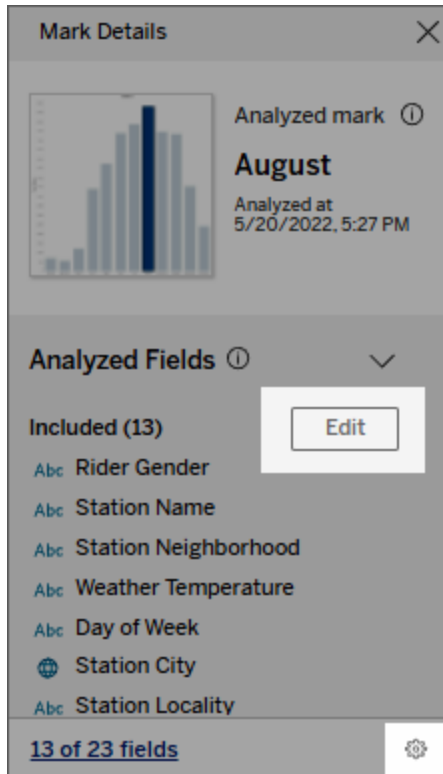 Mark Details
Analyzed mark
August
Analyzed at
5/20/2022, 5:27 PM
Analyzed Fields
Included (13)
Edit
Abc Rider Gender
Abc Station Name
Abc Station Neighborhood
Abc Weather Temperature
Abc Day of Week
Station City
Abc Station Locality
13 of 23 fields